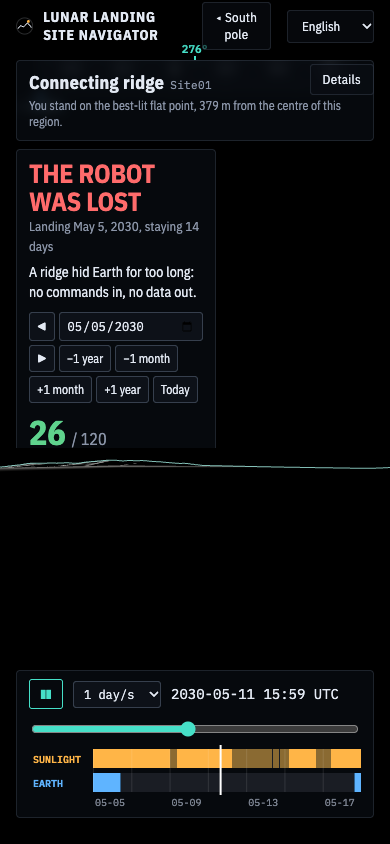 LUNAR LANDING
SITE NAVIGATOR
◂ South
pole
English
276°
Connecting ridge Site01
Details
You stand on the best-lit flat point, 379 m from the centre of this
region.
THE ROBOT
WAS LOST
Landing May 5, 2030, staying 14
days
A ridge hid Earth for too long:
no commands in, no data out.
◀ 05/05/2030
▶ −1 year −1 month
+1 month +1 year Today
26 / 120
1 day/s 2030-05-11 15:59 UTC
SUNLIGHT
EARTH
05-05 05-09 05-13 05-17